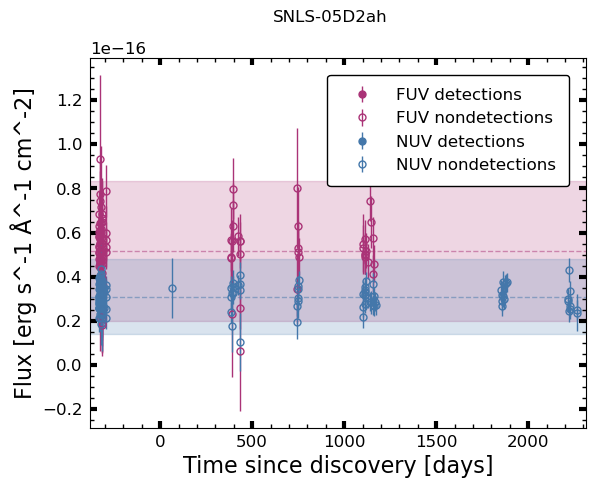 SNLS-05D2ah
1e−16
FUV detections
FUV nondetections
NUV detections
NUV nondetections
1.2
1.0
0.8
0.6
0.4
0.2
0.0
−0.2
Flux [erg s^-1 Å^-1 cm^-2]
0
500
1000
1500
2000
Time since discovery [days]